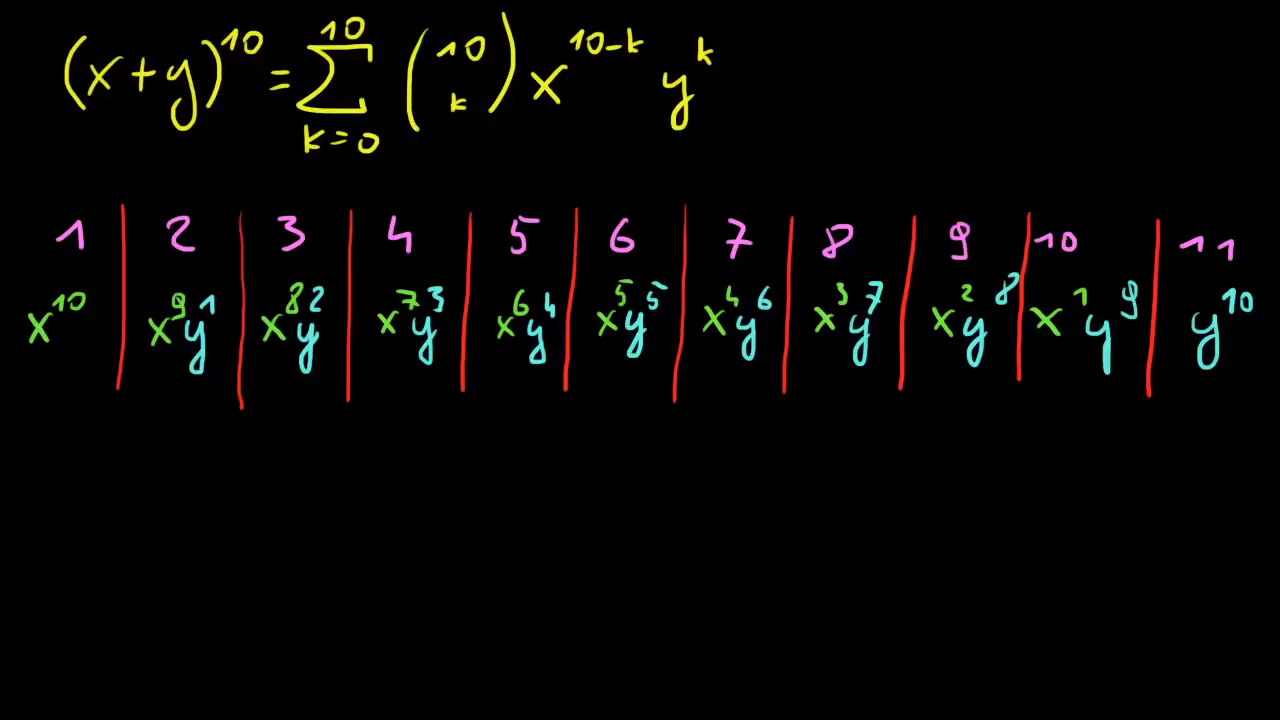 (x+y)^10 = ∑_{k=0}^{10} (10 k) x^{10-k} y^k
1 2 3 4 5 6 7 8 9 10 11
x^10 x^9y^1 x^8y^2 x^7y^3 x^6y^4 x^5y^5 x^4y^6 x^3y^7 x^2y^8 x^1y^9 y^10